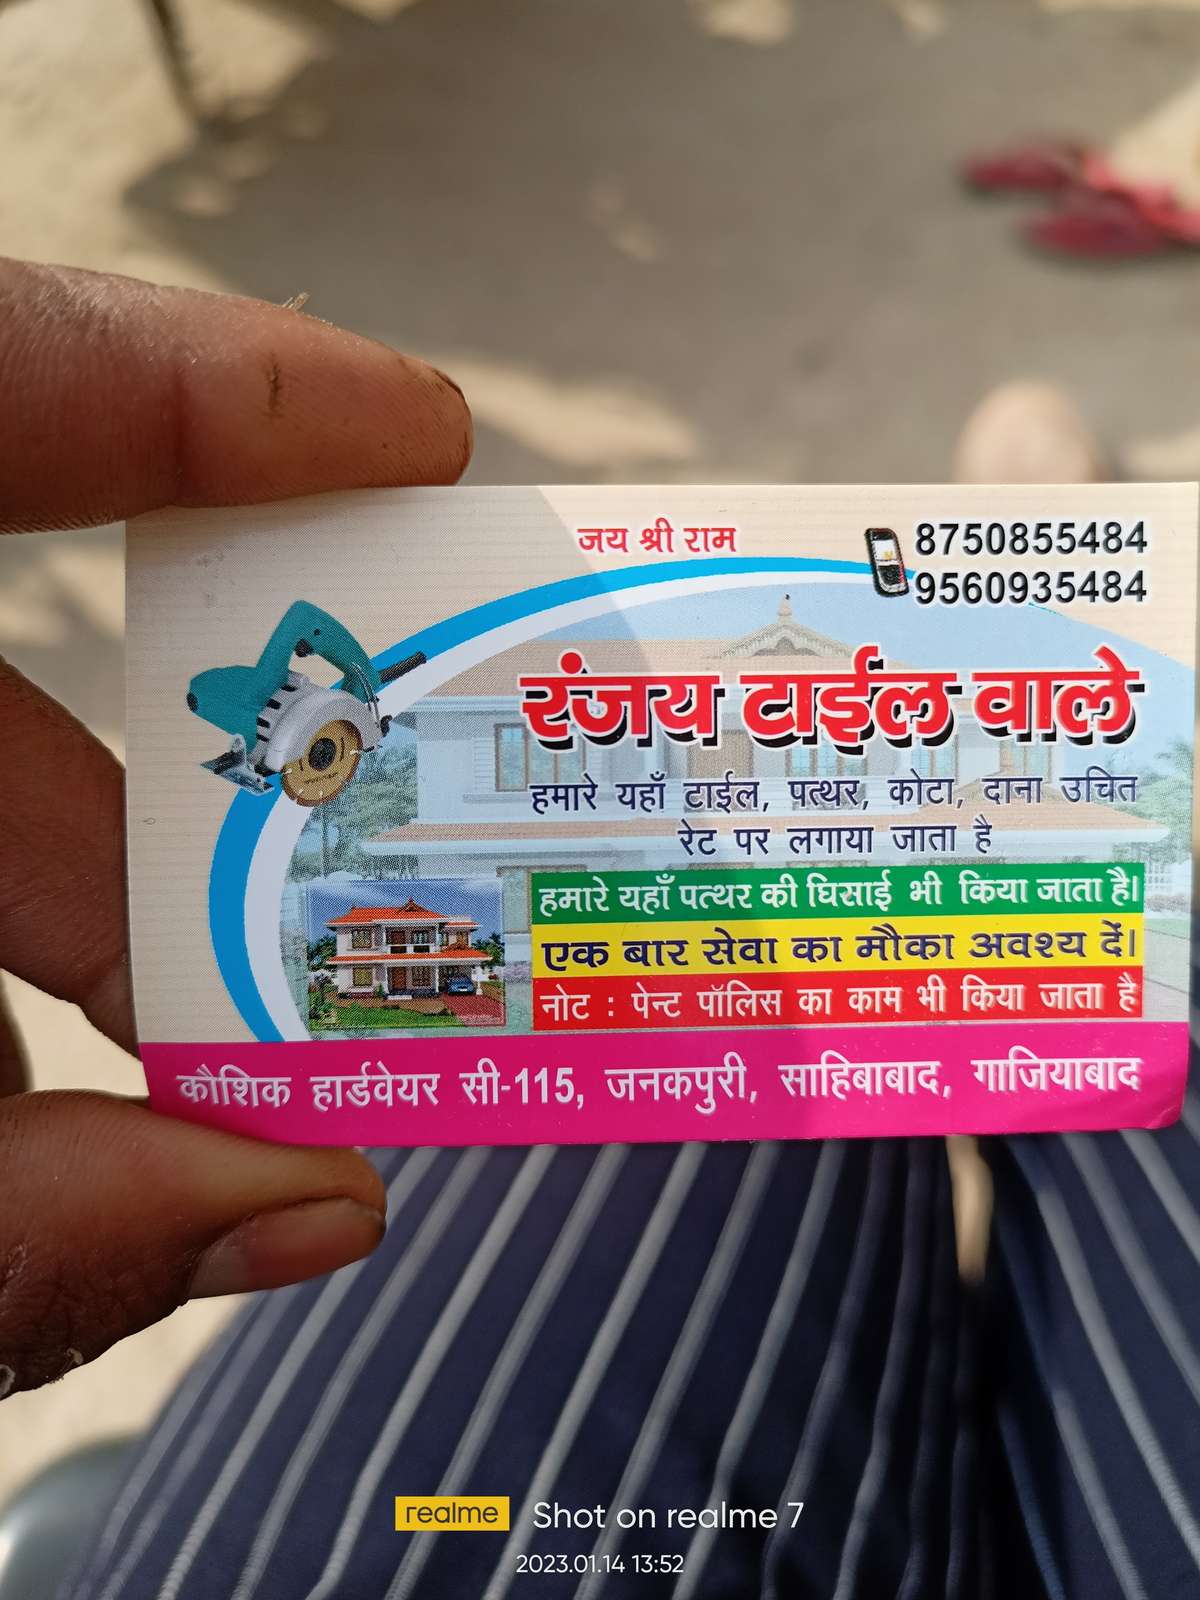 जय श्री राम
8750855484
9560935484
रंजय टाईल वाले
हमारे यहाँ टाईल, पत्थर, कोटा, दाना उचित
रेट पर लगाया जाता है
हमारे यहाँ पत्थर की घिसाई भी किया जाता है।
एक बार सेवा का मौका अवश्य दें।
नोट : पेन्ट पॉलिस का काम भी किया जाता है
कौशिक हार्डवेयर सी-115, जनकपुरी, साहिबाबाद, गाजियाबाद
realme Shot on realme 7
2023.01.14 13:52